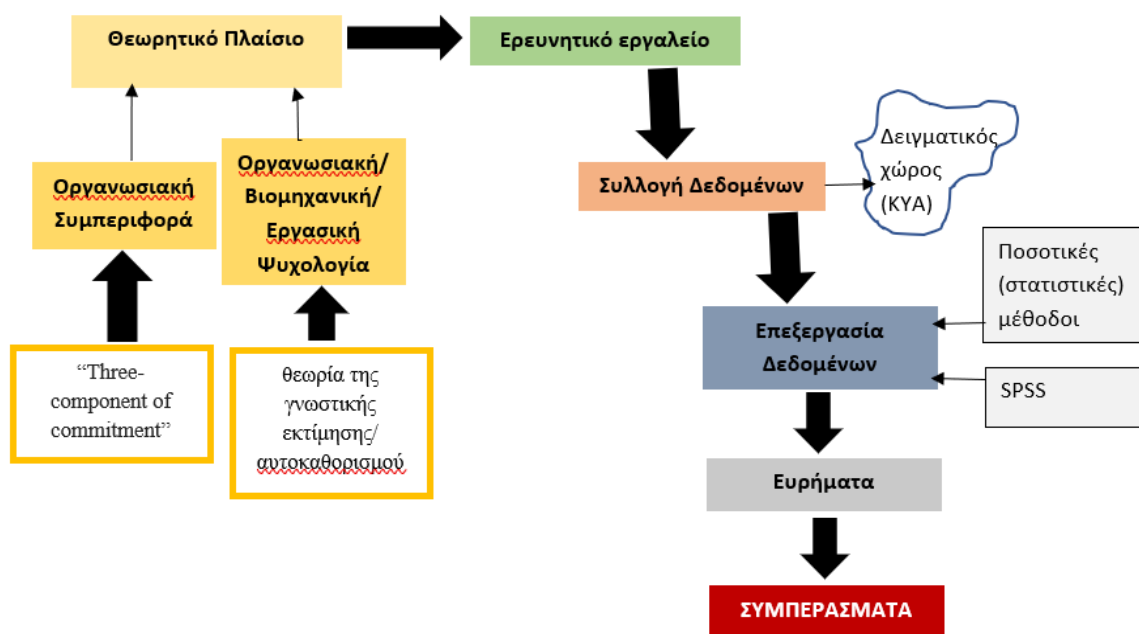 Θεωρητικό Πλαίσιο
Ερευνητικό εργαλείο
Οργανωσιακή
Συμπεριφορά
Οργανωσιακή/
Βιομηχανική/
Εργασική
Ψυχολογία
“Three-
component of
commitment”
θεωρία της
γνωστικής
εκτίμησης/
αυτοκαθορισμού
Συλλογή Δεδομένων
Δειγματικός
χώρος
(ΚΥΑ)
Επεξεργασία
Δεδομένων
Ποσοτικές
(στατιστικές)
μέθοδοι
SPSS
Ευρήματα
ΣΥΜΠΕΡΑΣΜΑΤΑ